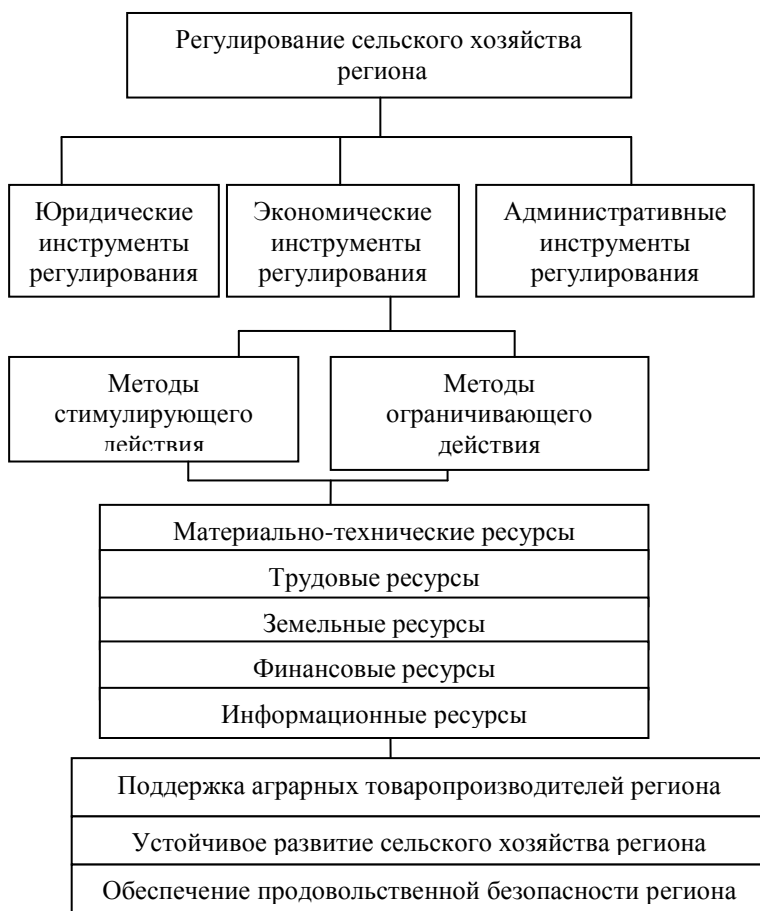 Регулирование сельского хозяйства
региона
Юридические
инструменты
регулирования
Экономические
инструменты
регулирования
Административные
инструменты
регулирования
Методы
стимулирующего
действия
Методы
ограничивающего
действия
Материально-технические ресурсы
Трудовые ресурсы
Земельные ресурсы
Финансовые ресурсы
Информационные ресурсы
Поддержка аграрных товаропроизводителей региона
Устойчивое развитие сельского хозяйства региона
Обеспечение продовольственной безопасности региона